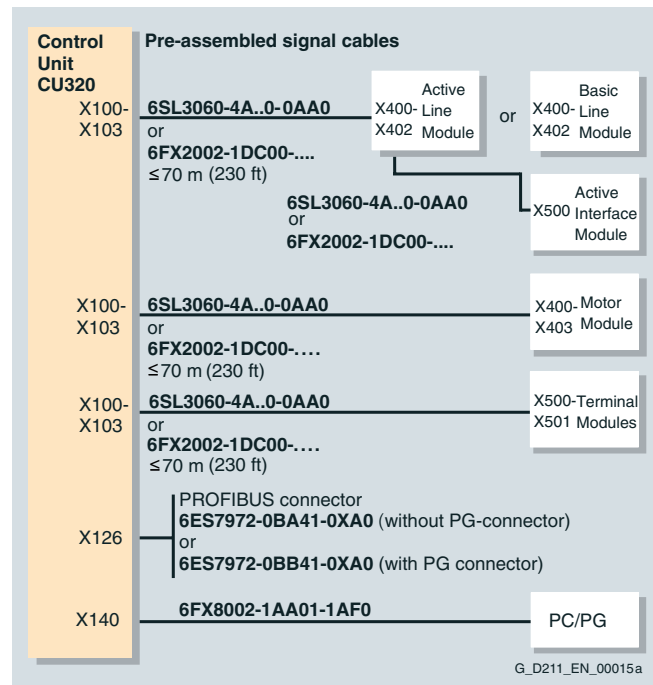 Control Unit CU320
Pre-assembled signal cables
X100-
X103
6SL3060-4A..0-0AA0
or
6FX2002-1DC00-....
≤70 m (230 ft)
X400-
X402
Active
Line
Module
or
X400-
X402
Basic
Line
Module
6SL3060-4A..0-0AA0
or
6FX2002-1DC00-....
X500
Active
Interface
Module
X100-
X103
6SL3060-4A..0-0AA0
or
6FX2002-1DC00-....
≤70 m (230 ft)
X400-
X403
Motor
Module
X100-
X103
6SL3060-4A..0-0AA0
or
6FX2002-1DC00-....
≤70 m (230 ft)
X500-
X501
Terminal
Modules
X126
PROFIBUS connector
6ES7972-0BA41-0XA0 (without PG-connector)
or
6ES7972-0BB41-0XA0 (with PG connector)
X140
6FX8002-1AA01-1AF0
PC/PG
G_D211_EN_00015a